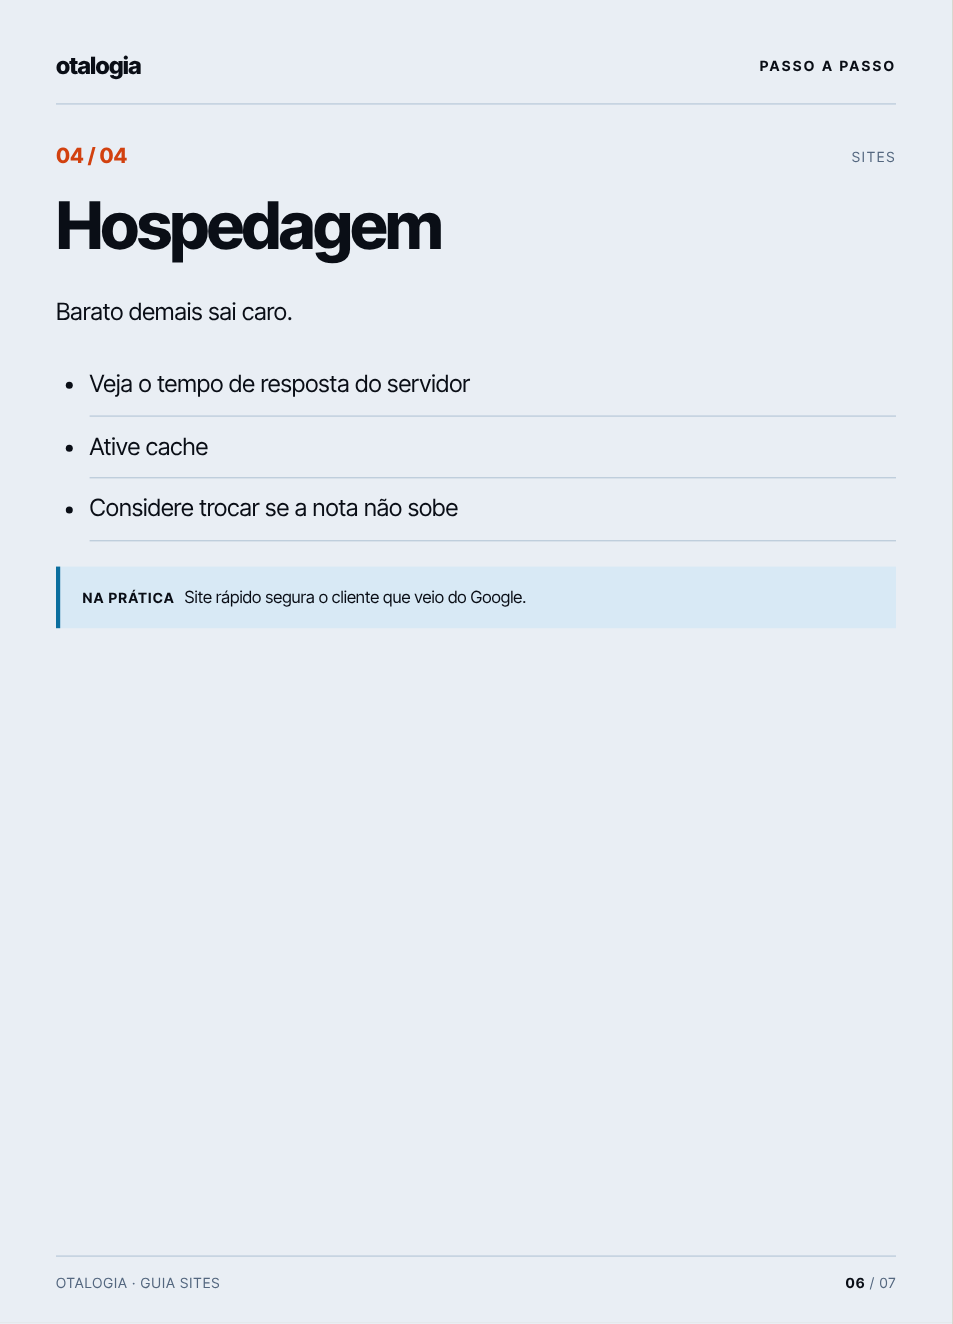 otalogia
PASSO A PASSO
04 / 04
SITES
Hospedagem
Barato demais sai caro.
• Veja o tempo de resposta do servidor
• Ative cache
• Considere trocar se a nota não sobe
NA PRÁTICA Site rápido segura o cliente que veio do Google.
OTALOGIA · GUIA SITES
06 / 07